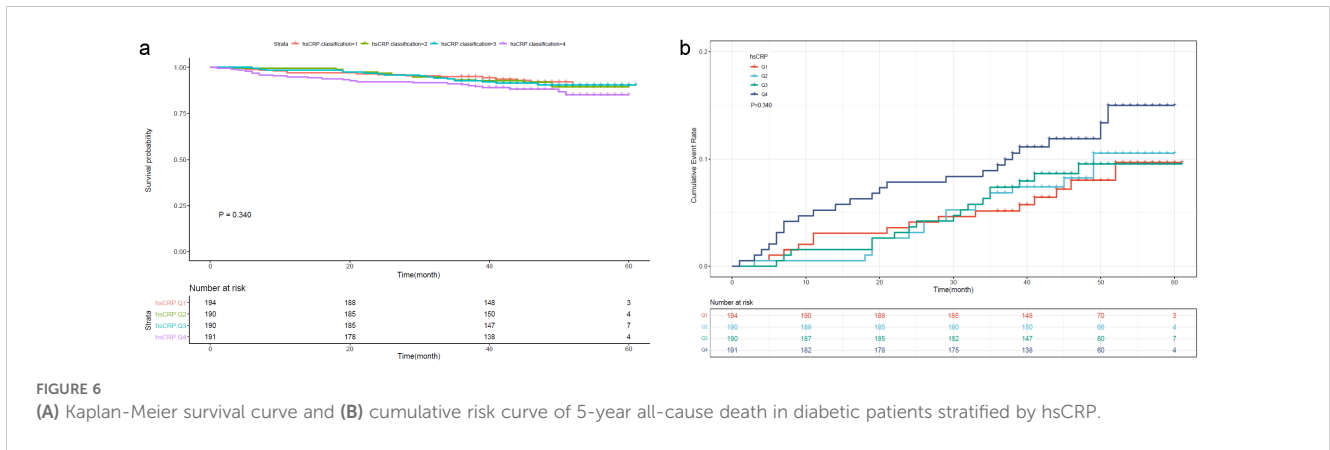 a
Strata hsCRP.classification=1 hsCRP.classification=2 hsCRP.classification=3 hsCRP.classification=4
1.00
0.75
0.50
0.25
0.00
Survival probability
P = 0.340
0 20 40 60
Time(month)
Number at risk
Strata
hsCRP.Q1 194 188 148 3
hsCRP.Q2 190 185 150 4
hsCRP.Q3 190 185 147 7
hsCRP.Q4 191 178 138 4
0 20 40 60
Time(month)
b
0.2
0.1
0.0
Cumulative Event Rate
hsCRP
Q1
Q2
Q3
Q4
P=0.340
0 10 20 30 40 50 60
Time(month)
Number at risk
Q1 194 190 188 185 148 70 3
Q2 190 189 185 180 150 66 4
Q3 190 187 185 182 147 80 7
Q4 191 182 178 175 138 60 4
FIGURE 6
(A) Kaplan-Meier survival curve and (B) cumulative risk curve of 5-year all-cause death in diabetic patients stratified by hsCRP.